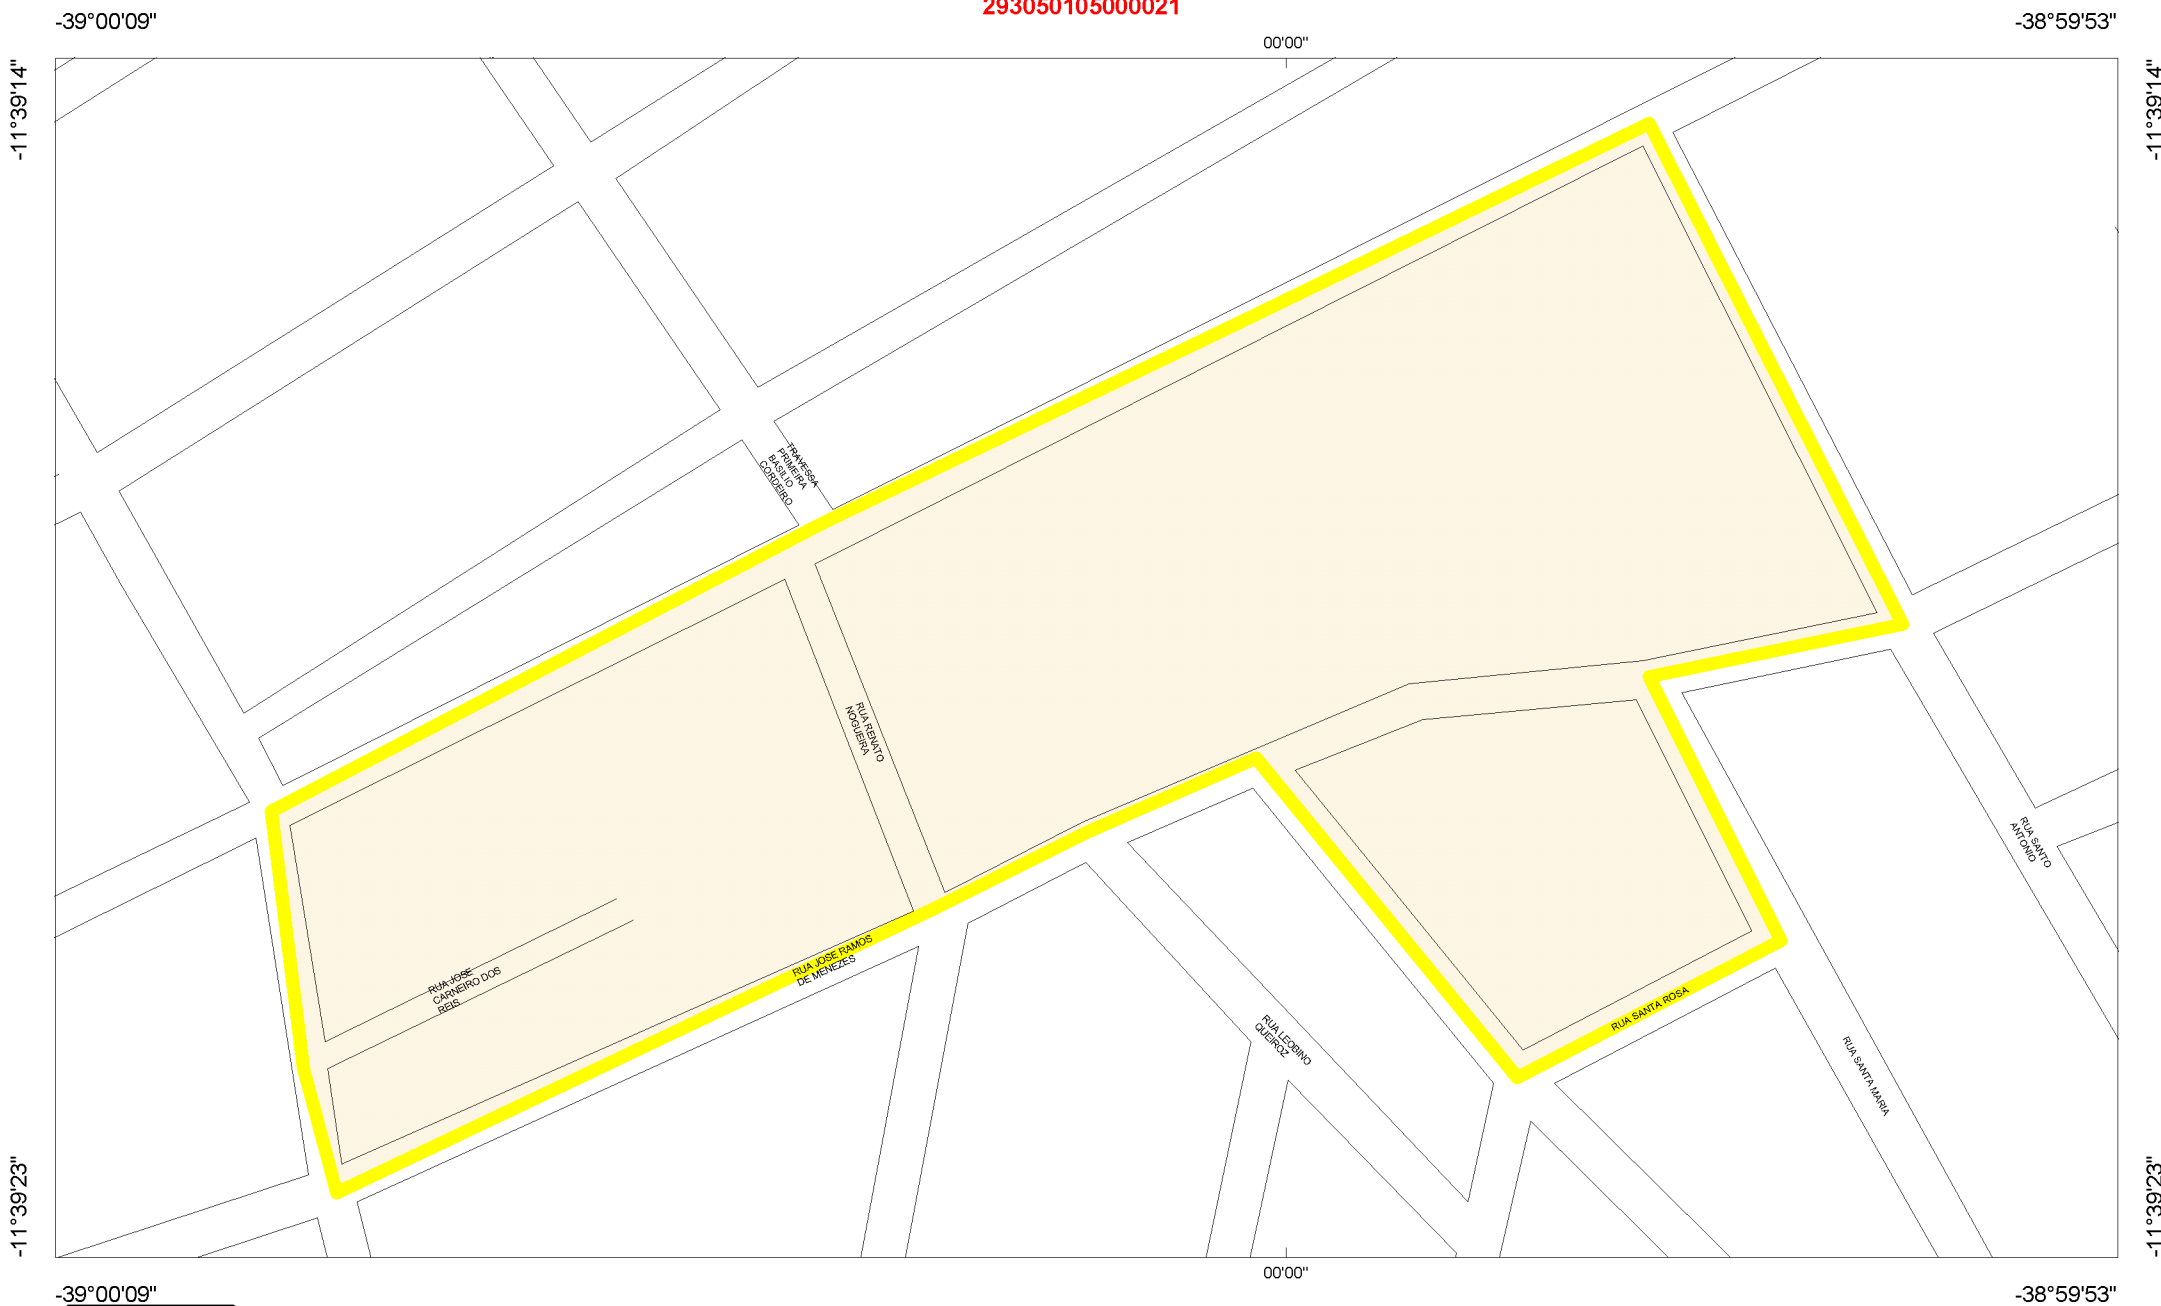 293050105000021
-39°00'09"
-38°59'53"
00'00"
-11°39'14"
-11°39'14"
TRAVESSA
PRIMEIRA
BASILIO
CORDEIRO
RUA RENATO
NOGUEIRA
RUA SANTO
ANTONIO
RUA JOSE RAMOS
DE MENEZES
RUA JOSE
CARNEIRO DOS
REIS
RUA SANTA ROSA
RUA LEOBINO
QUEIROZ
RUA SANTA MARIA
-11°39'23"
-11°39'23"
00'00"
-39°00'09"
-38°59'53"